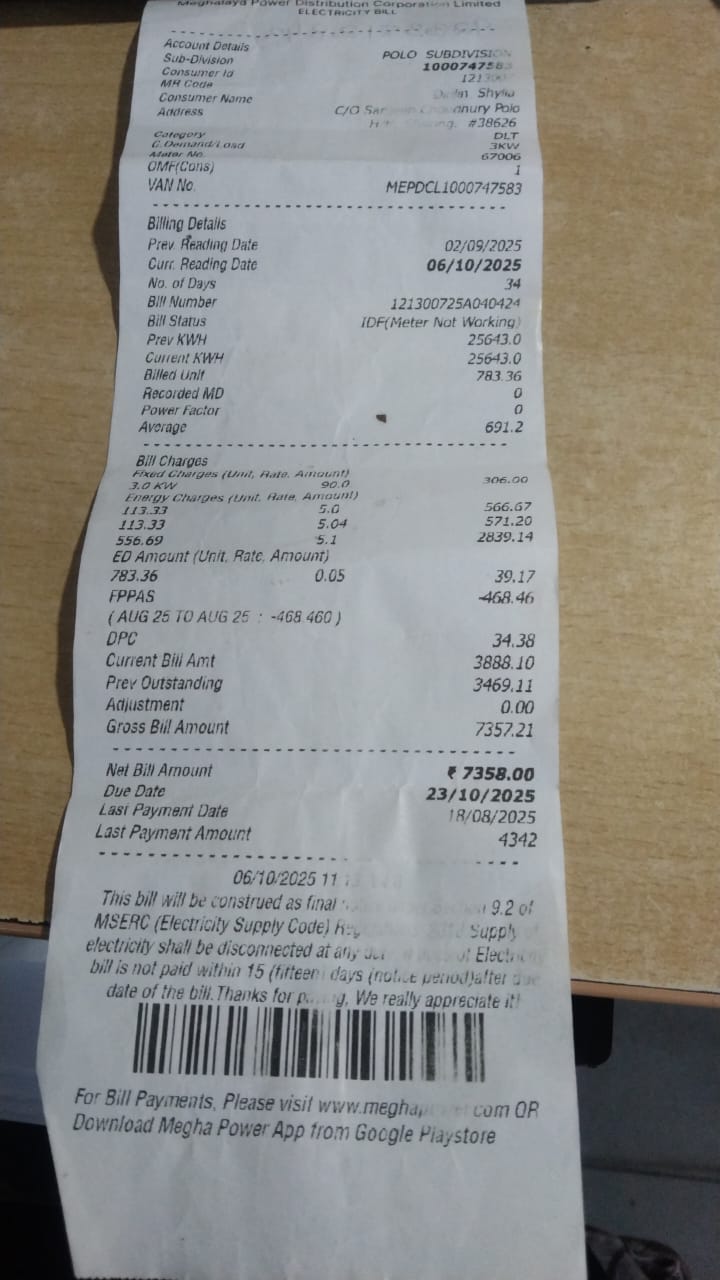 Meghalaya Power Distribution Corporation Limited
ELECTRICITY BILL
Account Details
Sub-Division POLO SUBDIVISION
Consumer Id 1000747583
MR Code 121300
Consumer Name Shylla
Address C/O Choudhury Polo
#38626
Category DLT
C.Demand/Load 3KW
Meter No. 67006
OMF(Cons) 1
VAN No. MEPDCL1000747583
Billing Details
Prev. Reading Date 02/09/2025
Curr. Reading Date 06/10/2025
No. of Days 34
Bill Number 121300725A040424
Bill Status IDF(Meter Not Working)
Prev KWH 25643.0
Current KWH 25643.0
Billed Unit 783.36
Recorded MD 0
Power Factor 0
Average 691.2
Bill Charges
Fixed Charges (Unit, Rate, Amount)
3.0 KW 90.0 306.00
Energy Charges (Unit, Rate, Amount)
113.33 5.0 566.67
113.33 5.04 571.20
556.69 5.1 2839.14
ED Amount (Unit, Rate, Amount)
783.36 0.05 39.17
FPPAS -468.46
( AUG 25 TO AUG 25 : -468.460 )
DPC 34.38
Current Bill Amt 3888.10
Prev Outstanding 3469.11
Adjustment 0.00
Gross Bill Amount 7357.21
Net Bill Amount ₹ 7358.00
Due Date 23/10/2025
Last Payment Date 18/08/2025
Last Payment Amount 4342
06/10/2025 11
This bill will be construed as final 9.2 of
MSERC (Electricity Supply Code) Supply
electricity shall be disconnected at any of Electricity
bill is not paid within 15 (fifteen) days (notice period)after due
date of the bill.Thanks for We really appreciate it!
For Bill Payments, Please visit www.meghapower.com OR
Download Megha Power App from Google Playstore